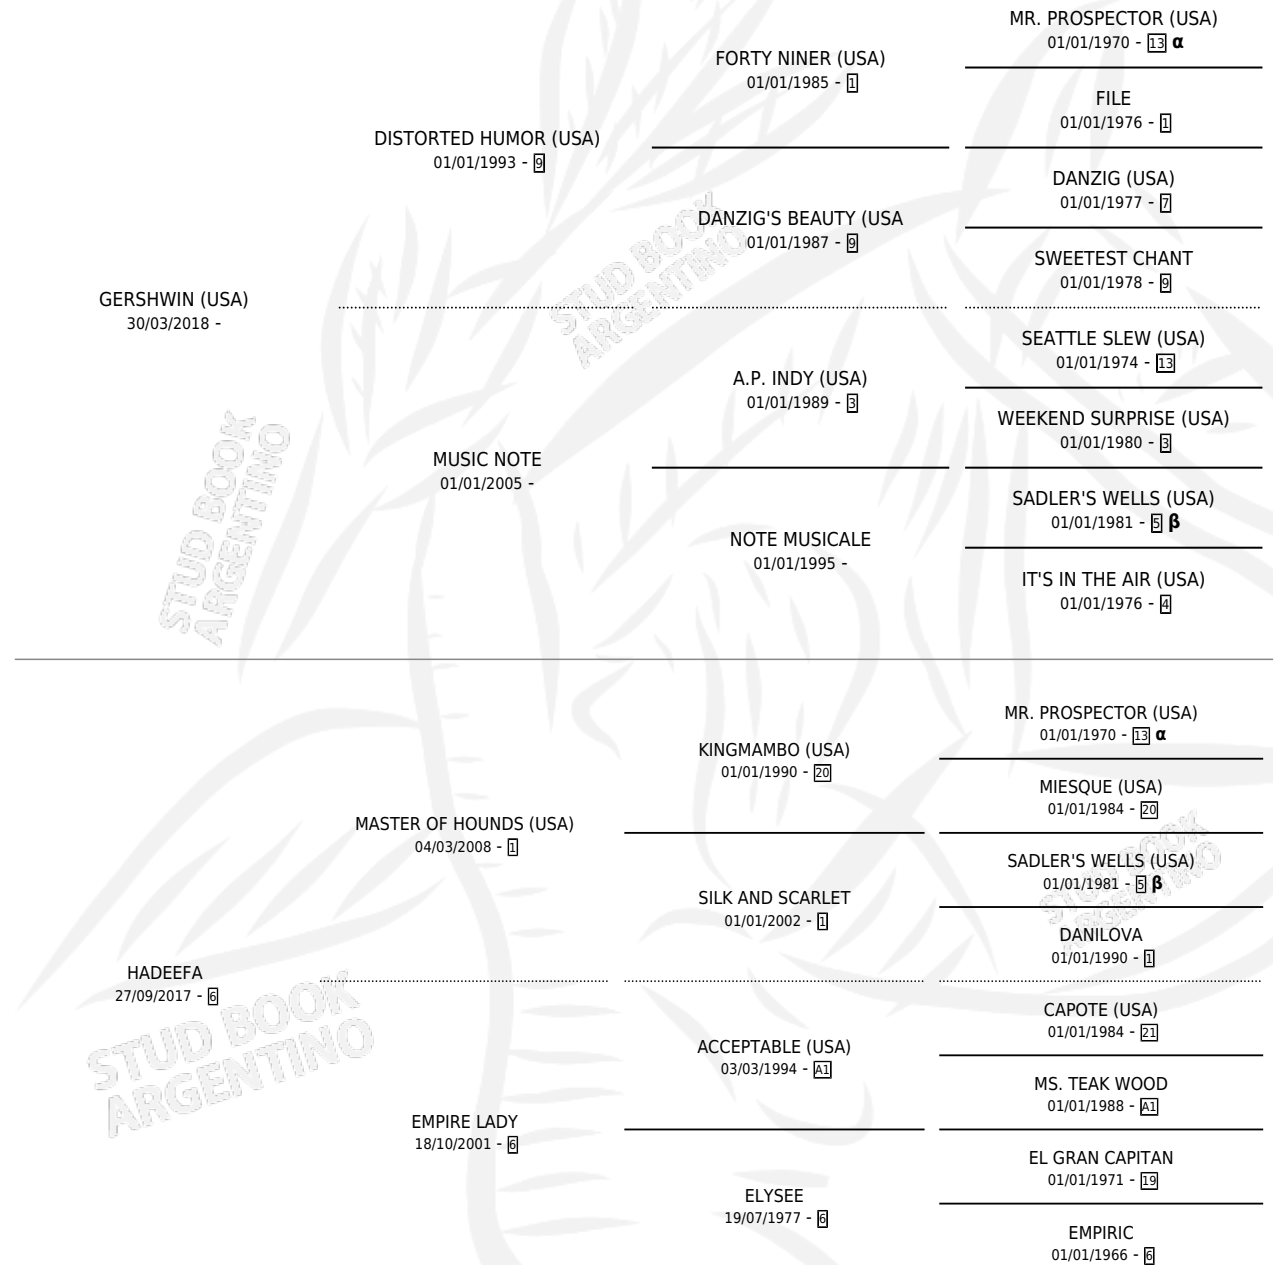 GERSHWIN (USA)
30/03/2018 -
DISTORTED HUMOR (USA)
01/01/1993 - 9
FORTY NINER (USA)
01/01/1985 - 1
MR. PROSPECTOR (USA)
01/01/1970 - 13 α
FILE
01/01/1976 - 1
DANZIG'S BEAUTY (USA
01/01/1987 - 9
DANZIG (USA)
01/01/1977 - 7
SWEETEST CHANT
01/01/1978 - 9
MUSIC NOTE
01/01/2005 -
A.P. INDY (USA)
01/01/1989 - 3
SEATTLE SLEW (USA)
01/01/1974 - 13
WEEKEND SURPRISE (USA)
01/01/1980 - 3
NOTE MUSICALE
01/01/1995 -
SADLER'S WELLS (USA)
01/01/1981 - 5 β
IT'S IN THE AIR (USA)
01/01/1976 - 4
HADEEFA
27/09/2017 - 6
MASTER OF HOUNDS (USA)
04/03/2008 - 1
KINGMAMBO (USA)
01/01/1990 - 20
MR. PROSPECTOR (USA)
01/01/1970 - 13 α
MIESQUE (USA)
01/01/1984 - 20
SILK AND SCARLET
01/01/2002 - 1
SADLER'S WELLS (USA)
01/01/1981 - 5 β
DANILOVA
01/01/1990 - 1
EMPIRE LADY
18/10/2001 - 6
ACCEPTABLE (USA)
03/03/1994 - A1
CAPOTE (USA)
01/01/1984 - 21
MS. TEAK WOOD
01/01/1988 - A1
ELYSEE
19/07/1977 - 6
EL GRAN CAPITAN
01/01/1971 - 19
EMPIRIC
01/01/1966 - 6
STUD BOOK
ARGENTINO
STUD BOOK
ARGENTINO
STUD BOOK
ARGENTINO
STUD BOOK
ARGENTINO